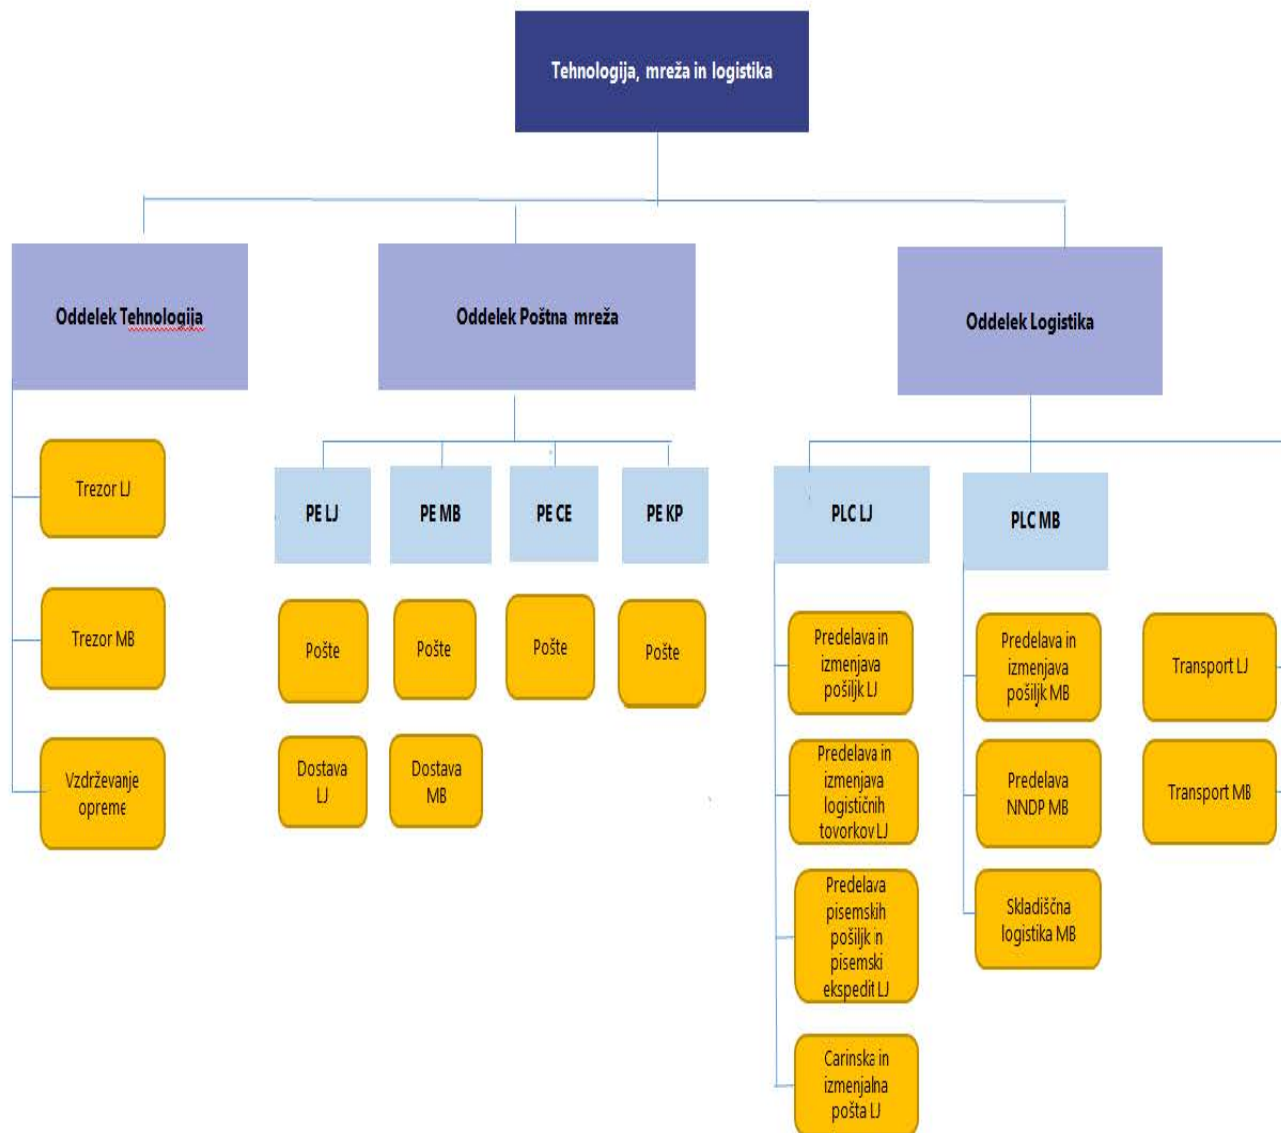 Tehnologija, mreža in logistika
Oddelek Tehnologija
Oddelek Poštna mreža
Oddelek Logistika
Trezor LJ
Trezor MB
Vzdrževanje
opreme
PE LJ
PE MB
PE CE
PE KP
Pošte
Pošte
Pošte
Pošte
Dostava
LJ
Dostava
MB
PLC LJ
PLC MB
Predelava in
izmenjava
pošiljk LJ
Predelava in
izmenjava
logističnih
tovorkov LJ
Predelava
pisemskih
pošiljk in
pisemski
ekspedit LJ
Carinska in
izmenjalna
pošta LJ
Predelava in
izmenjava
pošiljk MB
Predelava
NNDP MB
Skladiščna
logistika MB
Transport LJ
Transport MB